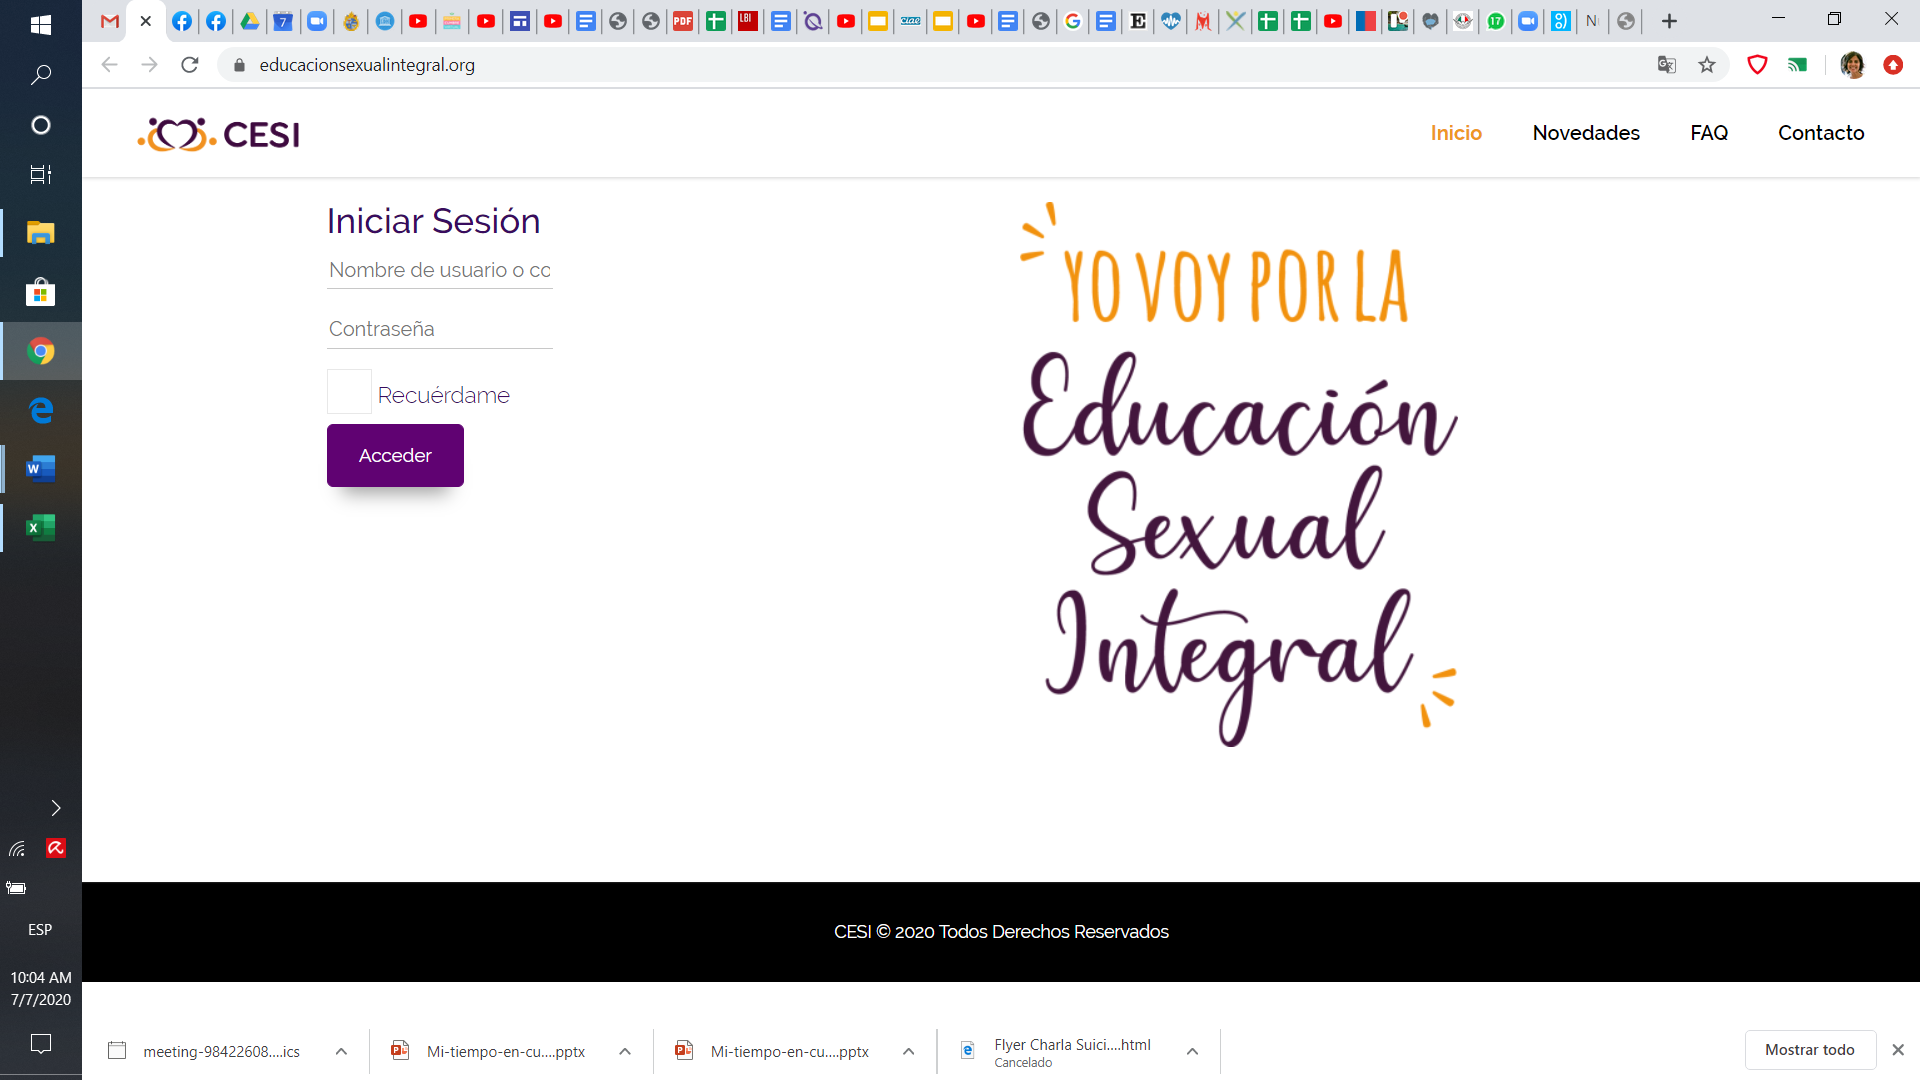 educacionsexualintegral.org
CESI
Inicio
Novedades
FAQ
Contacto
Iniciar Sesión
Nombre de usuario o co
Contraseña
Recuérdame
Acceder
YO VOY POR LA
Educación
Sexual
Integral
CESI © 2020 Todos Derechos Reservados
ESP
10:04 AM
7/7/2020
meeting-98422608....ics
Mi-tiempo-en-cu....pptx
Mi-tiempo-en-cu....pptx
Flyer Charla Suici....html
Cancelado
Mostrar todo